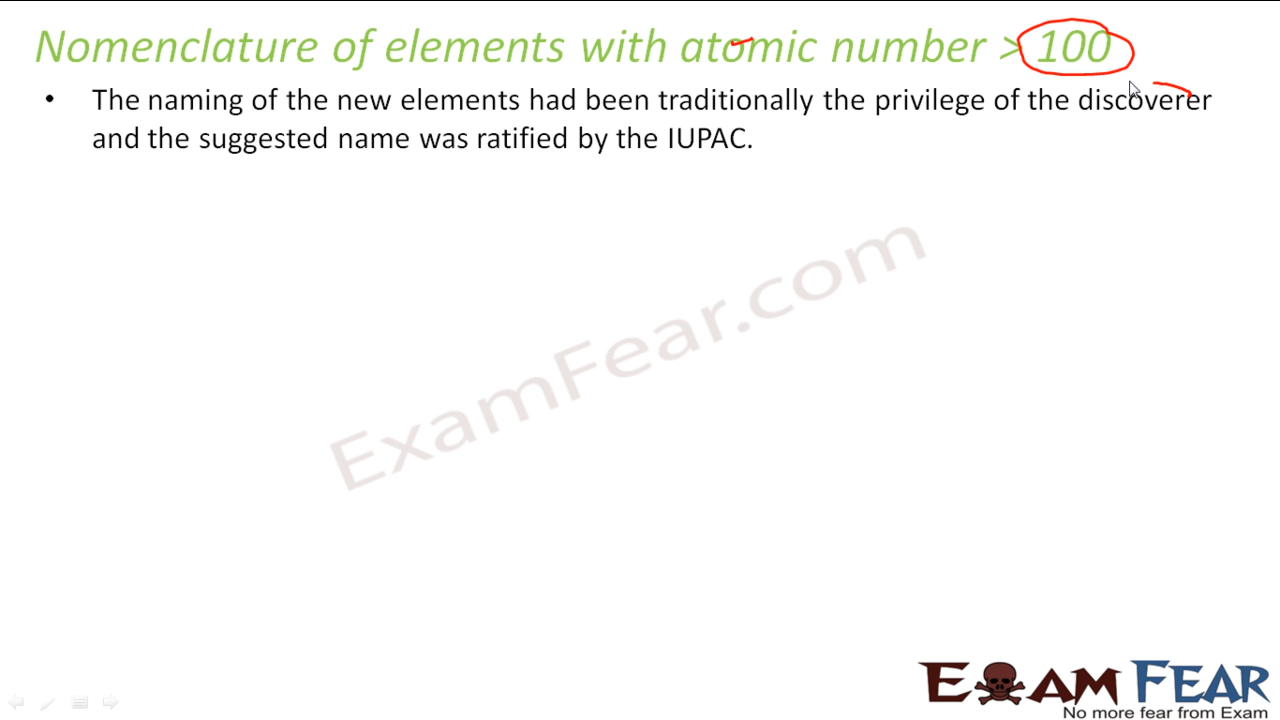 Nomenclature of elements with atomic number > 100
• The naming of the new elements had been traditionally the privilege of the discoverer
and the suggested name was ratified by the IUPAC.
ExamFear.com
EXAM FEAR
No more fear from Exam